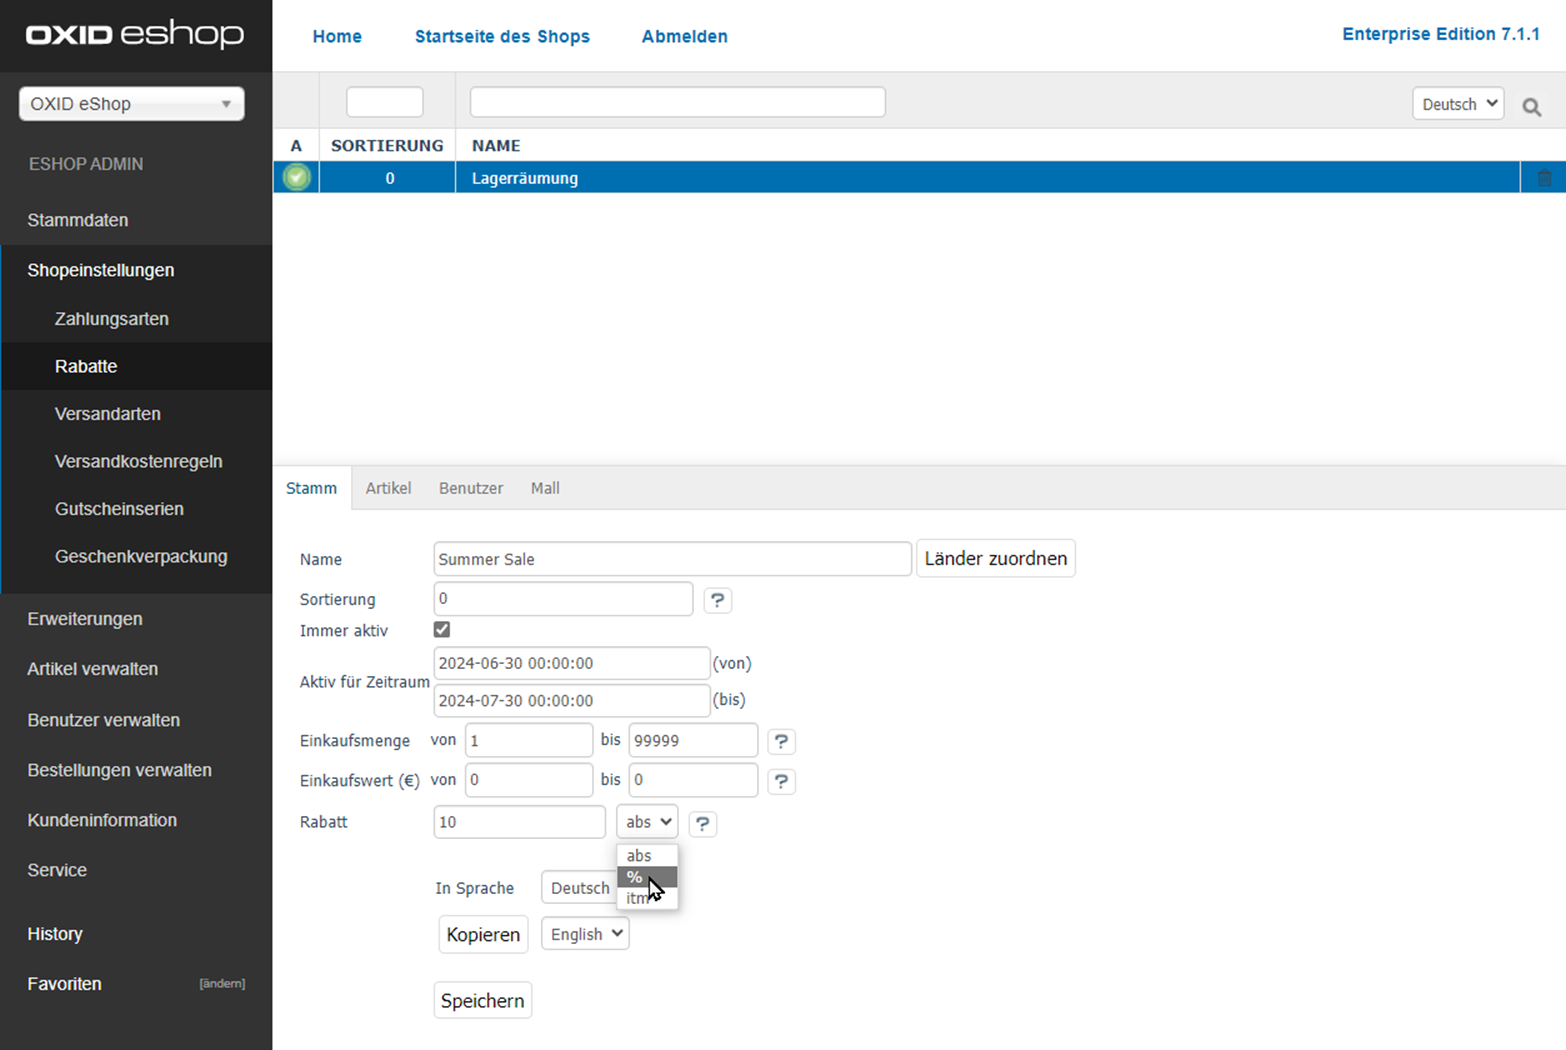 OXID eshop
Home
Startseite des Shops
Abmelden
Enterprise Edition 7.1.1
OXID eShop
Deutsch
ESHOP ADMIN
A
SORTIERUNG
NAME
0
Lagerräumung
Stammdaten
Shopeinstellungen
Zahlungsarten
Rabatte
Versandarten
Versandkostenregeln
Gutscheinserien
Geschenkverpackung
Erweiterungen
Artikel verwalten
Benutzer verwalten
Bestellungen verwalten
Kundeninformation
Service
History
Favoriten [ändern]
Stamm
Artikel
Benutzer
Mall
Name Summer Sale Länder zuordnen
Sortierung 0 ?
Immer aktiv
Aktiv für Zeitraum
2024-06-30 00:00:00 (von)
2024-07-30 00:00:00 (bis)
Einkaufsmenge von 1 bis 99999 ?
Einkaufswert (€) von 0 bis 0 ?
Rabatt 10 abs ?
abs
%
itm
In Sprache Deutsch
Kopieren English
Speichern